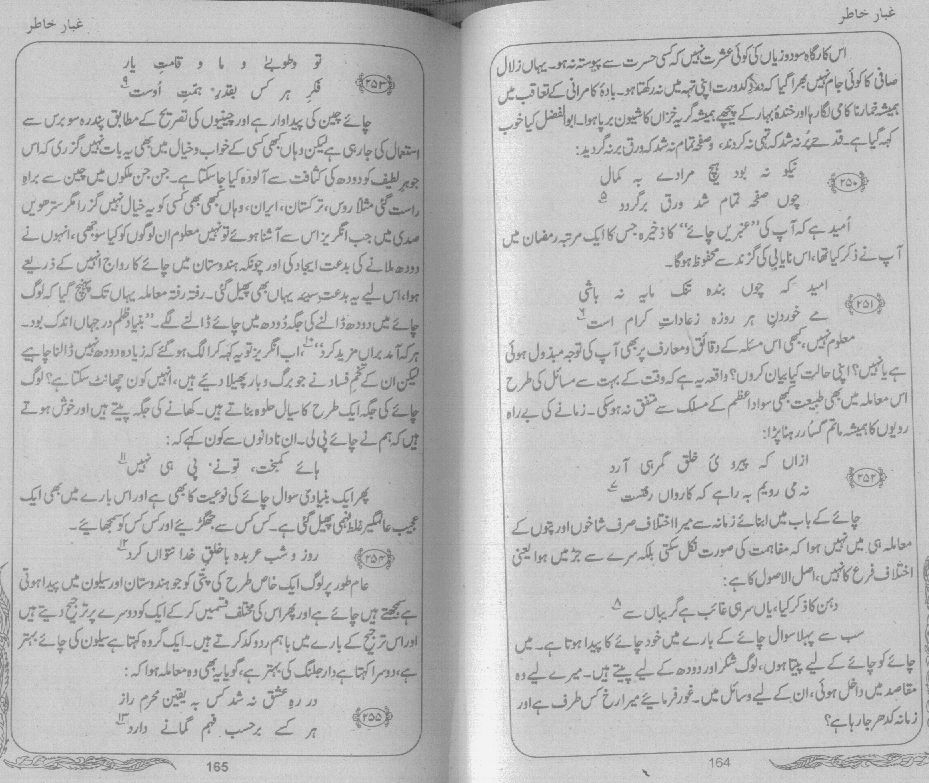 غبار خاطر
اس کارگاہ سود و زیاں کی کوئی عشرت نہیں کہ کسی حسرت سے پیوستہ نہ ہو۔ یہاں زلال
صافی کا کوئی جام نہیں بھرا گیا کہ دُردِ کدورت اپنی تہہ میں نہ رکھتا ہو۔ بادۂ کامرانی کے تعاقب میں
ہمیشہ خمار ناکامی لگا رہا اور خندۂ بہار کے پیچھے ہمیشہ گریہ خزاں کا شیون برپا ہوا۔ ابوالفضل کیا خوب
کہہ گیا ہے۔ قدحے پُر نہ شد کہ تہی نہ کردند، وصفحہ تمام نہ شد کہ ورق بر نہ گردید:
نیکو نہ بود ہیچ مرادے بہ کمال
﴿۲۵۰﴾
چوں صفحہ تمام شد ورق برگردد ۵
اُمید ہے کہ آپ کی ’’عنبریں چائے‘‘ کا ذخیرہ جس کا ایک مرتبہ رمضان میں
آپ نے ذکر کیا تھا، اس نایابی کی گزند سے محفوظ ہوگا۔
امید کہ چوں بندہ تنک مایہ نہ باشی
﴿۲۵۱﴾
مے خوردنِ ہر روزہ زعاداتِ کرام است ۶
معلوم نہیں، کبھی اس مسئلہ کے دقائق و معارف پر بھی آپ کی توجہ مبذول ہوئی
ہے یا نہیں؟ اپنی حالت کیا بیان کروں؟ واقعہ یہ ہے کہ وقت کے بہت سے مسائل کی طرح
اس معاملہ میں بھی طبیعت کبھی سواد اعظم کے مسلک سے متفق نہ ہوسکی۔ زمانے کی بے راہ
رویوں کا ہمیشہ ماتم گسار رہنا پڑا:
ازاں کہ پیرویٔ خلق گمرہی آرد
﴿۲۵۲﴾
نہ می رویم بہ راہے کہ کارواں رفتست ۷
چائے کے باب میں ابنائے زمانہ سے میرا اختلاف صرف شاخوں اور پتوں کے
معاملہ ہی میں نہیں ہوا کہ مفاہمت کی صورت نکل سکتی بلکہ سرے سے جڑ میں ہوا یعنی
اختلاف فرع کا نہیں، اصل الاصول کا ہے:
دہن کا ذکر کیا، یاں سر ہی غائب ہے گریباں سے ۸
سب سے پہلا سوال چائے کے بارے میں خود چائے کا پیدا ہوتا ہے۔ میں
چائے کو چائے کے لیے پیتا ہوں، لوگ شکر اور دودھ کے لیے پیتے ہیں۔ میرے لیے وہ
مقاصد میں داخل ہوئی، ان کے لیے وسائل میں۔ غور فرمائیے میرا رخ کس طرف ہے اور
زمانہ کدھر جا رہا ہے؟
164
غبار خاطر
تو و طوبیٰ و ما و قامتِ یار
﴿۲۵۳﴾
فکرِ ہر کس بقدرِ ہمتِ اُوست ۹
چائے چین کی پیداوار ہے اور چینیوں کی تصریح کے مطابق پندرہ سو برس سے
استعمال کی جا رہی ہے لیکن وہاں کبھی کسی کے خواب و خیال میں بھی یہ بات نہیں گزری کہ اس
جوہر لطیف کو دودھ کی کثافت سے آلودہ کیا جا سکتا ہے۔ جن جن ملکوں میں چین سے براہِ
راست گئی مثلاً روس، ترکستان، ایران، وہاں کبھی بھی کسی کو یہ خیال نہیں گزرا مگر سترھویں
صدی میں جب انگریز اس سے آشنا ہوئے تو نہیں معلوم ان لوگوں کو کیا سوجھی، انہوں نے
دودھ ملانے کی بدعت ایجاد کی اور چونکہ ہندوستان میں چائے کا رواج انہیں کے ذریعے
ہوا، اس لیے یہ بدعت سیئہ یہاں بھی پھیل گئی۔ رفتہ رفتہ معاملہ یہاں تک پہنچ گیا کہ لوگ
چائے میں دودھ ڈالنے کی جگہ دُودھ میں چائے ڈالنے لگے۔ ’’بنیاد ظلم در جہاں اندک بود۔
ہر کہ آمد براں مزید کرد‘‘ ۱۰، اب انگریز تو یہ کہہ کر الگ ہوگئے کہ زیادہ دودھ نہیں ڈالنا چاہیے
لیکن ان کے تخم فساد نے جو برگ و بار پھیلا دیئے ہیں، انہیں کون چھانٹ سکتا ہے؟ لوگ
چائے کی جگہ ایک طرح کا سیال حلوہ بناتے ہیں۔ کھانے کی جگہ پیتے ہیں اور خوش ہوتے
ہیں کہ ہم نے چائے پی لی۔ ان نادانوں سے کون کہے کہ:
ہائے کمبخت، تو نے پی ہی نہیں ۱۱
پھر ایک بنیادی سوال چائے کی نوعیت کا بھی ہے اور اس بارے میں بھی ایک
عجیب عالمگیر غلط فہمی پھیل گئی ہے۔ کس کس سے جھگڑیئے اور کس کس کو سمجھائیے۔
﴿۲۵۴﴾ روز و شب عربدہ با خلقِ خدا نتواں کرد ۱۲
عام طور پر لوگ ایک خاص طرح کی پتی کو جو ہندوستان اور سیلون میں پیدا ہوتی
ہے سمجھتے ہیں چائے ہے اور پھر اس کی مختلف قسمیں کر کے ایک کو دوسرے پر ترجیح دیتے ہیں
اور اس ترجیح کے بارے میں باہم رد و کد کرتے ہیں۔ ایک گروہ کہتا ہے سیلون کی چائے بہتر
ہے، دوسرا کہتا ہے دارجلنگ کی بہتر ہے، گویا یہ بھی وہ معاملہ ہوا کہ:
در رہِ عشق نہ شد کس بہ یقین محرم راز
﴿۲۵۵﴾
ہر کسے برحسب فہم گمانے دارد ۱۳
165